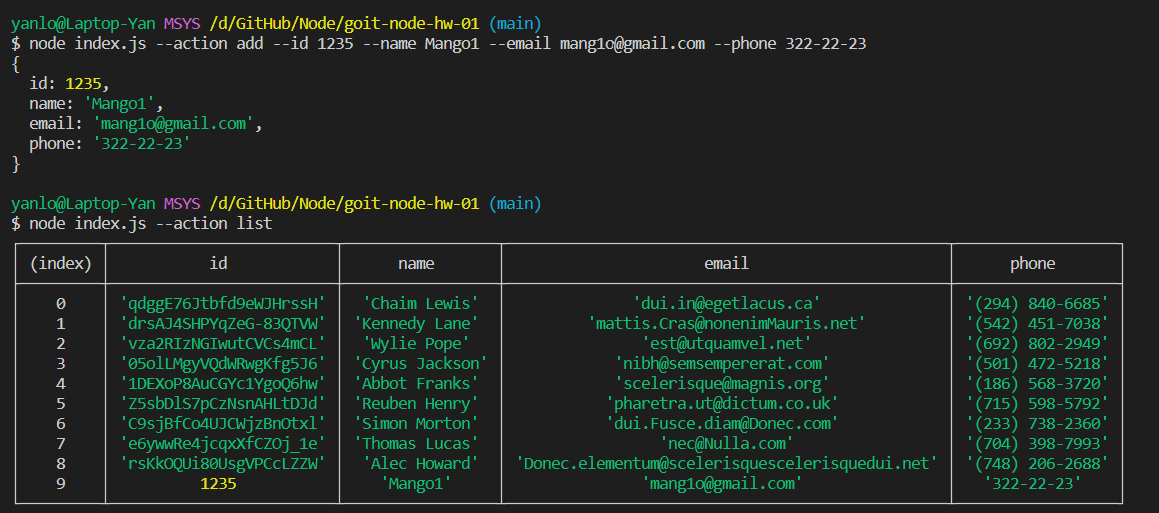 yanlo@Laptop-Yan MSYS /d/GitHub/Node/goit-node-hw-01 (main)
$ node index.js --action add --id 1235 --name Mango1 --email mang1o@gmail.com --phone 322-22-23
{
  id: 1235,
  name: 'Mango1',
  email: 'mang1o@gmail.com',
  phone: '322-22-23'
}
yanlo@Laptop-Yan MSYS /d/GitHub/Node/goit-node-hw-01 (main)
$ node index.js --action list
(index) id name email phone
0 'qdggE76Jtbfd9eWJHrssH' 'Chaim Lewis' 'dui.in@egetlacus.ca' '(294) 840-6685'
1 'drsAJ4SHPYqZeG-83QTVW' 'Kennedy Lane' 'mattis.Cras@nonenimMauris.net' '(542) 451-7038'
2 'vza2RIzNGIwutCVCs4mCL' 'Wylie Pope' 'est@utquamvel.net' '(692) 802-2949'
3 '05olLMgyVQdWRwgKfg5J6' 'Cyrus Jackson' 'nibh@semsempererat.com' '(501) 472-5218'
4 '1DEXoP8AuCGYc1YgoQ6hw' 'Abbot Franks' 'scelerisque@magnis.org' '(186) 568-3720'
5 'Z5sbDlS7pCzNsnAHLtDJd' 'Reuben Henry' 'pharetra.ut@dictum.co.uk' '(715) 598-5792'
6 'C9sjBfCo4UJCWjzBnOtxl' 'Simon Morton' 'dui.Fusce.diam@Donec.com' '(233) 738-2360'
7 'e6ywwRe4jcqxXfCZOj_1e' 'Thomas Lucas' 'nec@Nulla.com' '(704) 398-7993'
8 'rsKkOQUi80UsgVPCcLZZW' 'Alec Howard' 'Donec.elementum@scelerisquescelerisquedui.net' '(748) 206-2688'
9 1235 'Mango1' 'mang1o@gmail.com' '322-22-23'